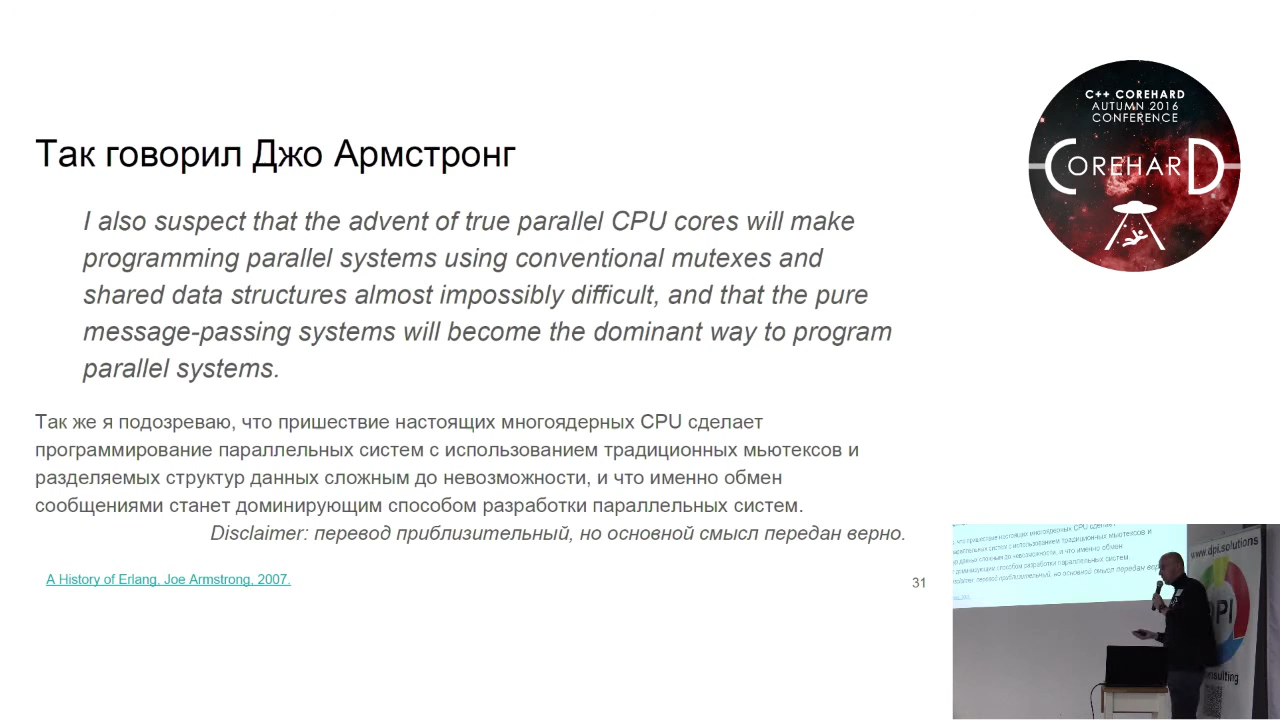 C++ COREHARD
AUTUMN 2016
CONFERENCE
COREHARD
Так говорил Джо Армстронг
I also suspect that the advent of true parallel CPU cores will make
programming parallel systems using conventional mutexes and
shared data structures almost impossibly difficult, and that the pure
message-passing systems will become the dominant way to program
parallel systems.
Так же я подозреваю, что пришествие настоящих многоядерных CPU сделает
программирование параллельных систем с использованием традиционных мьютексов и
разделяемых структур данных сложным до невозможности, и что именно обмен
сообщениями станет доминирующим способом разработки параллельных систем.
Disclaimer: перевод приблизительный, но основной смысл передан верно.
A History of Erlang, Joe Armstrong, 2007.
31
www.dpi.solutions